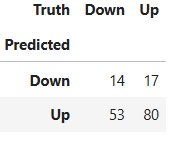 Truth Down Up
Predicted
Down 14 17
Up 53 80